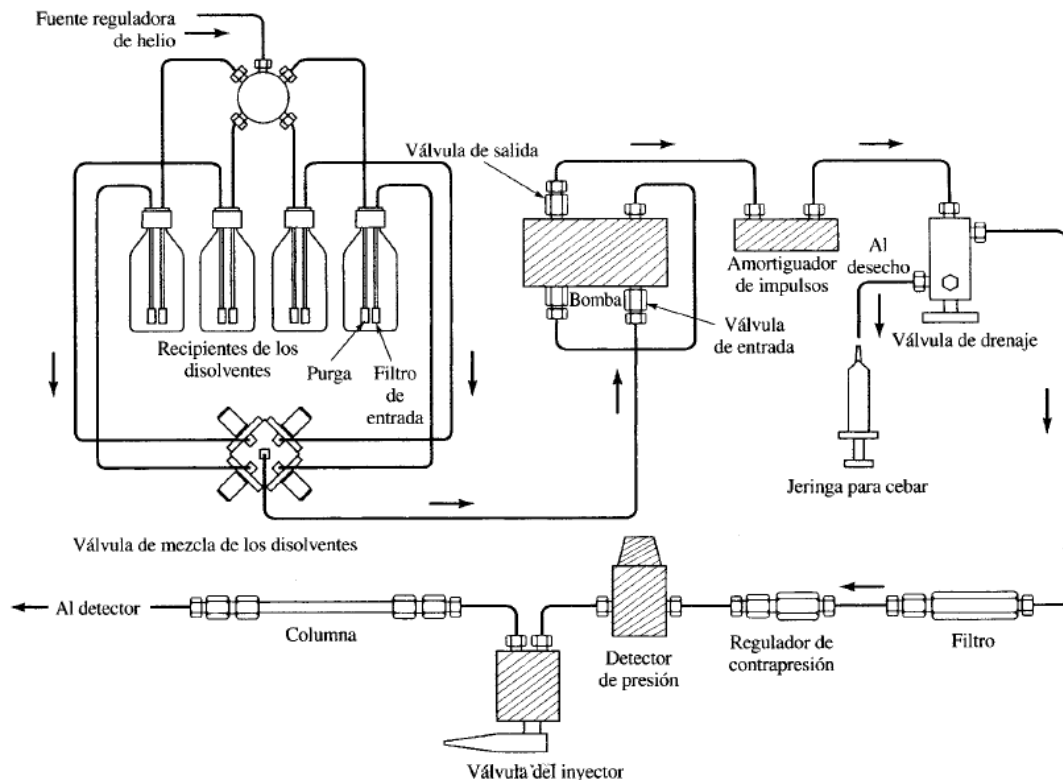 Fuente reguladora
de helio
Válvula de salida
Bomba
Válvula
de entrada
Amortiguador
de impulsos
Al
desecho
Válvula de drenaje
Jeringa para cebar
Recipientes de los
disolventes
Purga
Filtro
de
entrada
Válvula de mezcla de los disolventes
Al detector
Columna
Válvula del inyector
Detector
de presión
Regulador de
contrapresión
Filtro